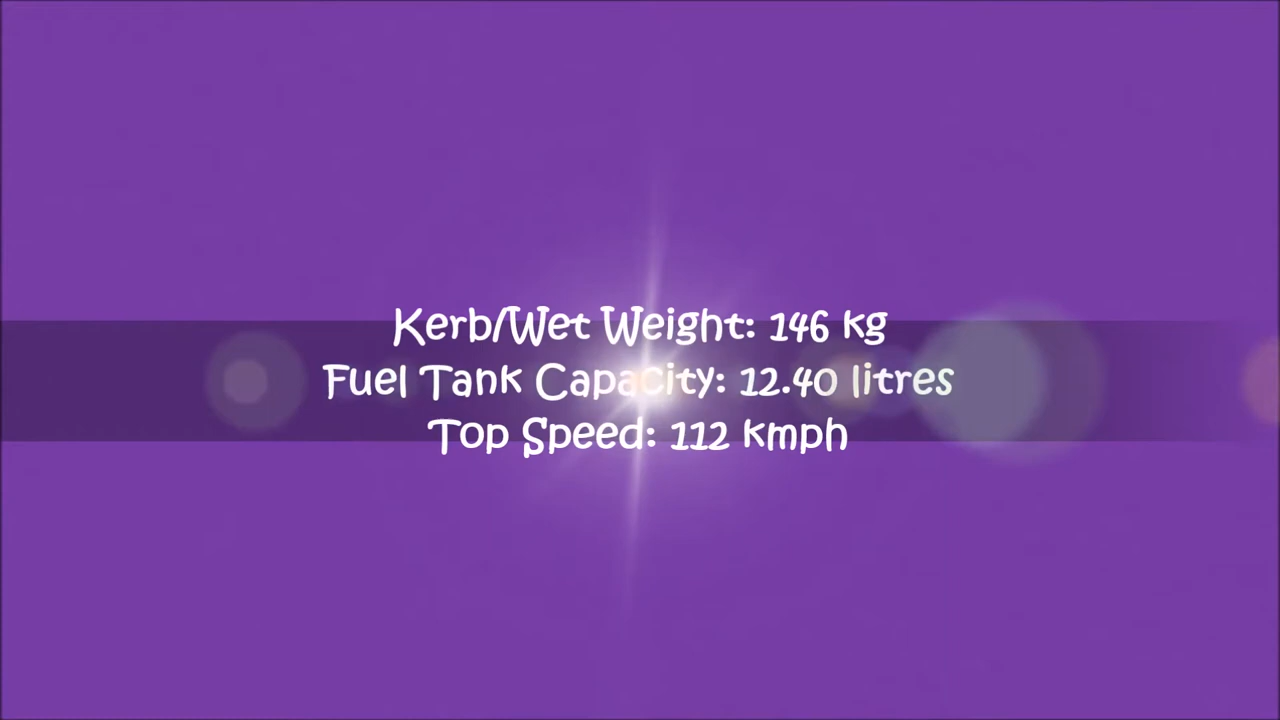 Kerb/Wet Weight: 146 kg
Fuel Tank Capacity: 12.40 litres
Top Speed: 112 kmph